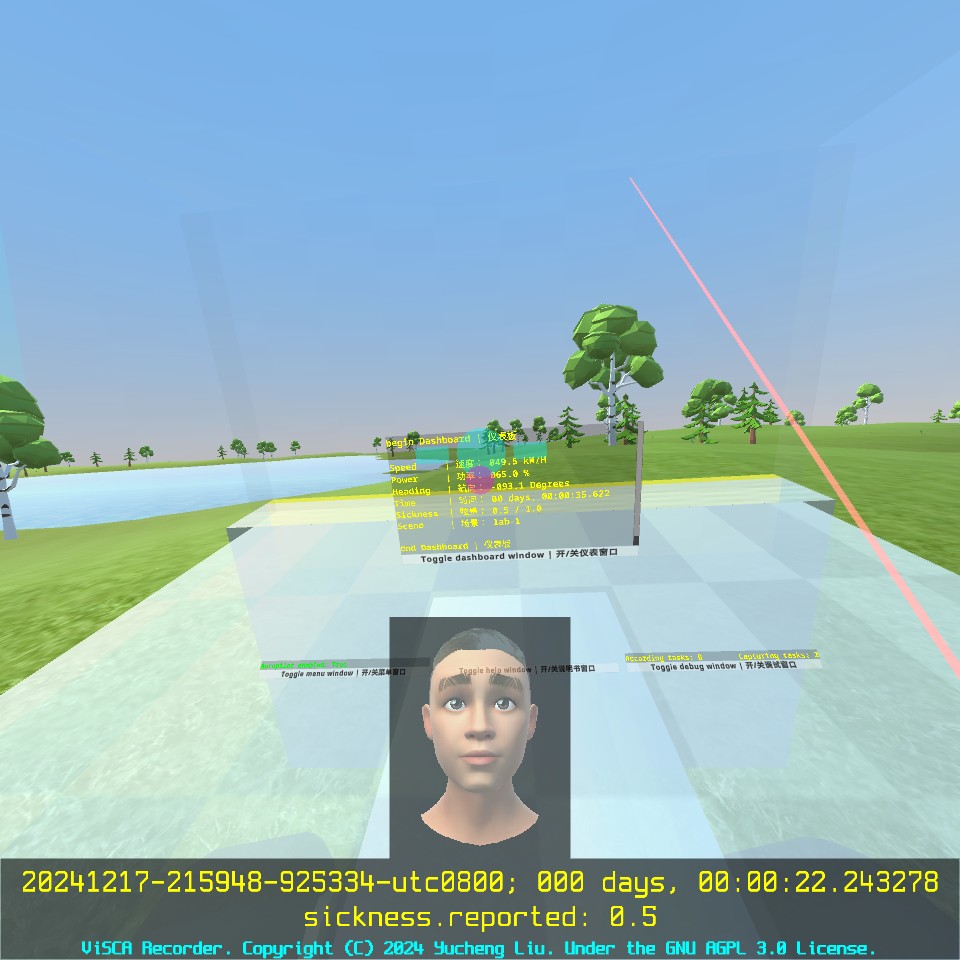 begin Dashboard | 仪表板
Speed | 速度： 049.5 kW/H
Power | 功率： 065.0 %
Heading | 航向： -093.1 Degrees
Time | 时间： 00 days, 00:00:35.622
Sickness | 晕眩： 0.5 / 1.0
Scene | 场景： lab-1
end Dashboard | 仪表板
Toggle dashboard window | 开/关仪表窗口
Toggle menu window | 开/关菜单窗口
Toggle help window | 开/关说明书窗口
Recording tasks: 0 Capturing tasks:
Toggle debug window | 开/关调试窗口
20241217-215948-925334-utc0800; 000 days, 00:00:22.243278
sickness.reported: 0.5
ViSCA Recorder. Copyright (C) 2024 Yucheng Liu. Under the GNU AGPL 3.0 License.